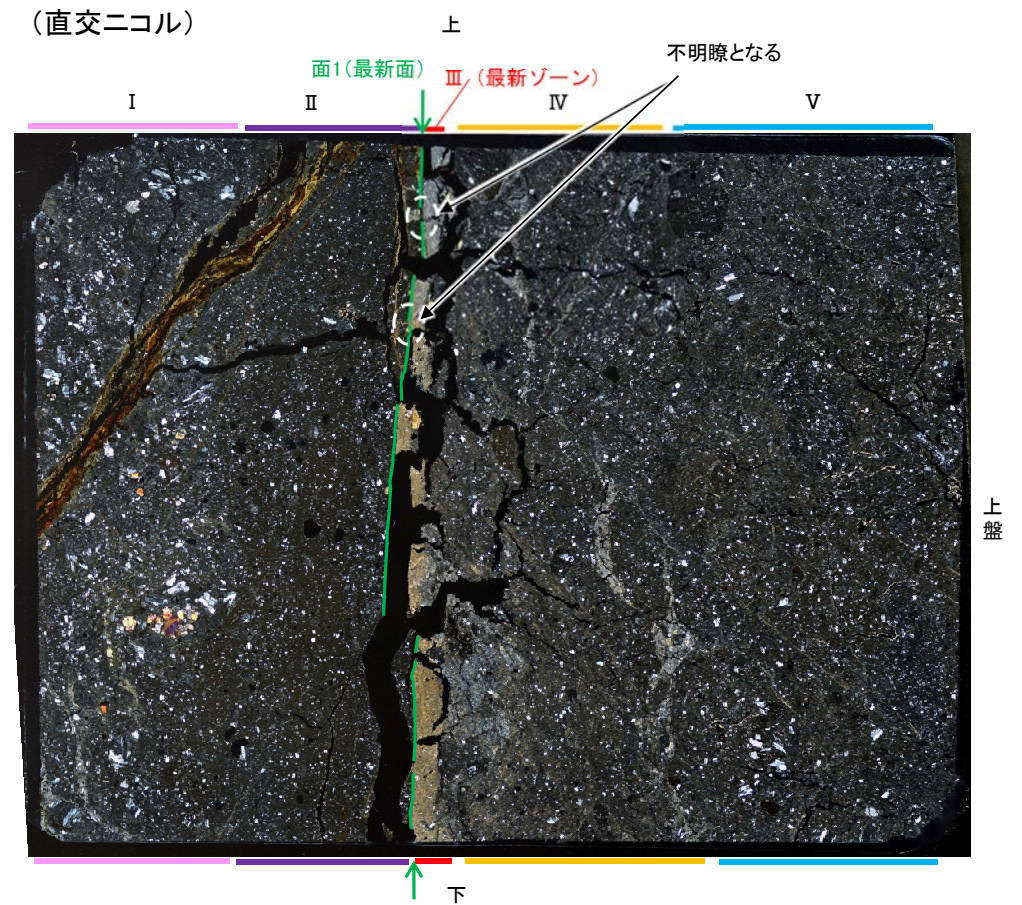 (直交ニコル)
上
不明瞭となる
面1(最新面)
Ⅲ (最新ゾーン)
Ⅰ
Ⅱ
Ⅳ
Ⅴ
上盤
下